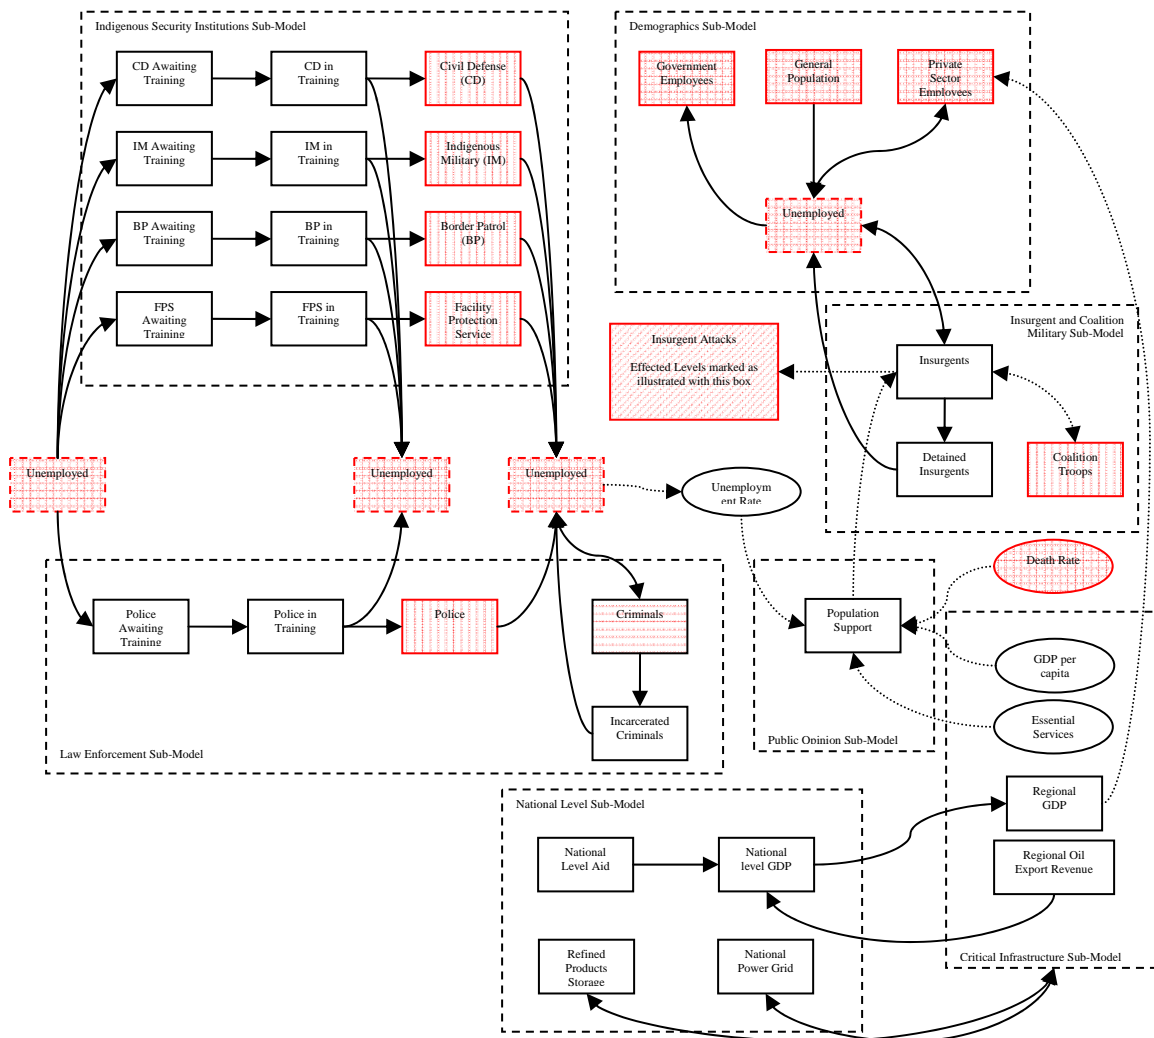 Indigenous Security Institutions Sub-Model
CD Awaiting
Training
CD in
Training
Civil Defense
(CD)
IM Awaiting
Training
IM in
Training
Indigenous
Military (IM)
BP Awaiting
Training
BP in
Training
Border Patrol
(BP)
FPS
Awaiting
Training
FPS in
Training
Facility
Protection
Service
Demographics Sub-Model
Government
Employees
General
Population
Private
Sector
Employees
Unemployed
Insurgent and Coalition
Military Sub-Model
Insurgent Attacks
Effected Levels marked as
illustrated with this box
Insurgents
Detained
Insurgents
Coalition
Troops
Unemployed
Unemployed
Unemployed
Unemploym
ent Rate
Death Rate
Police
Awaiting
Training
Police in
Training
Police
Criminals
Incarcerated
Criminals
Law Enforcement Sub-Model
Population
Support
Public Opinion Sub-Model
GDP per
capita
Essential
Services
Regional
GDP
Regional Oil
Export Revenue
Critical Infrastructure Sub-Model
National Level Sub-Model
National
Level Aid
National
level GDP
Refined
Products
Storage
National
Power Grid